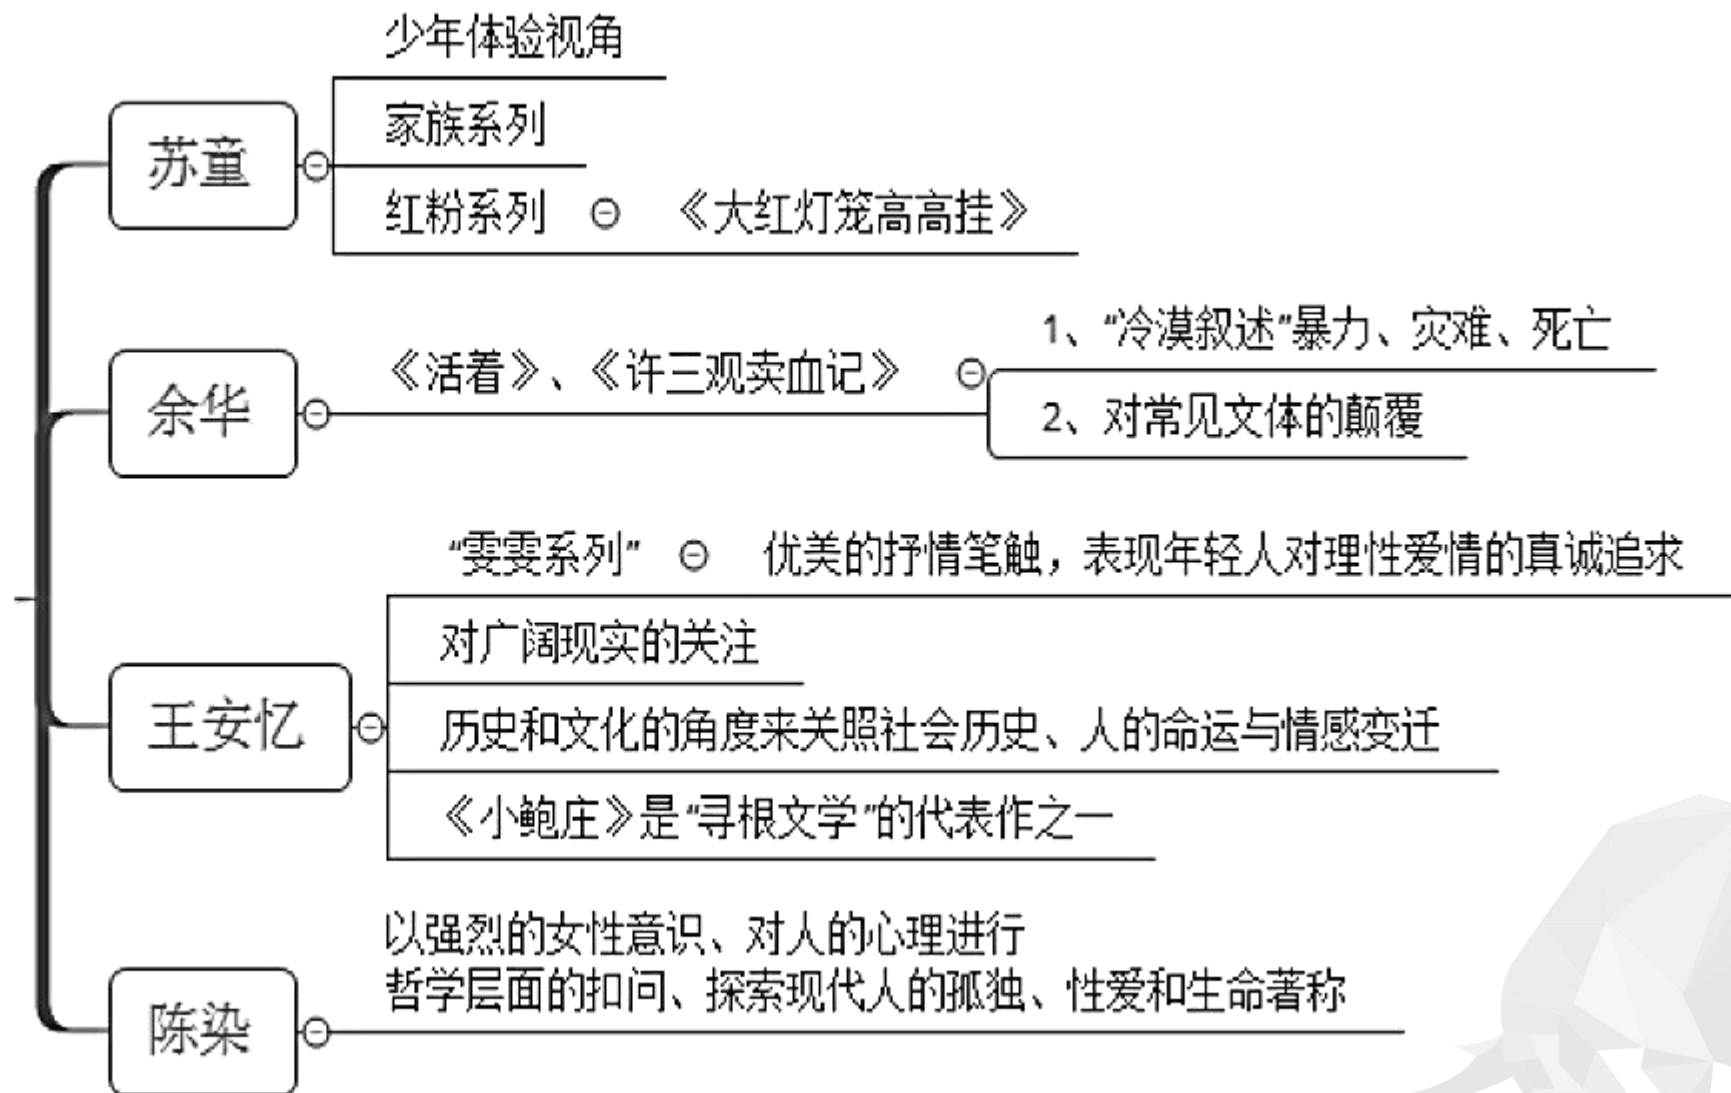 少年体验视角
苏童
家族系列
红粉系列 《大红灯笼高高挂》
余华
《活着》、《许三观卖血记》
1、“冷漠叙述”暴力、灾难、死亡
2、对常见文体的颠覆
王安忆
“雯雯系列” 优美的抒情笔触，表现年轻人对理性爱情的真诚追求
对广阔现实的关注
历史和文化的角度来关照社会历史、人的命运与情感变迁
《小鲍庄》是“寻根文学”的代表作之一
陈染
以强烈的女性意识、对人的心理进行
哲学层面的扣问、探索现代人的孤独、性爱和生命著称